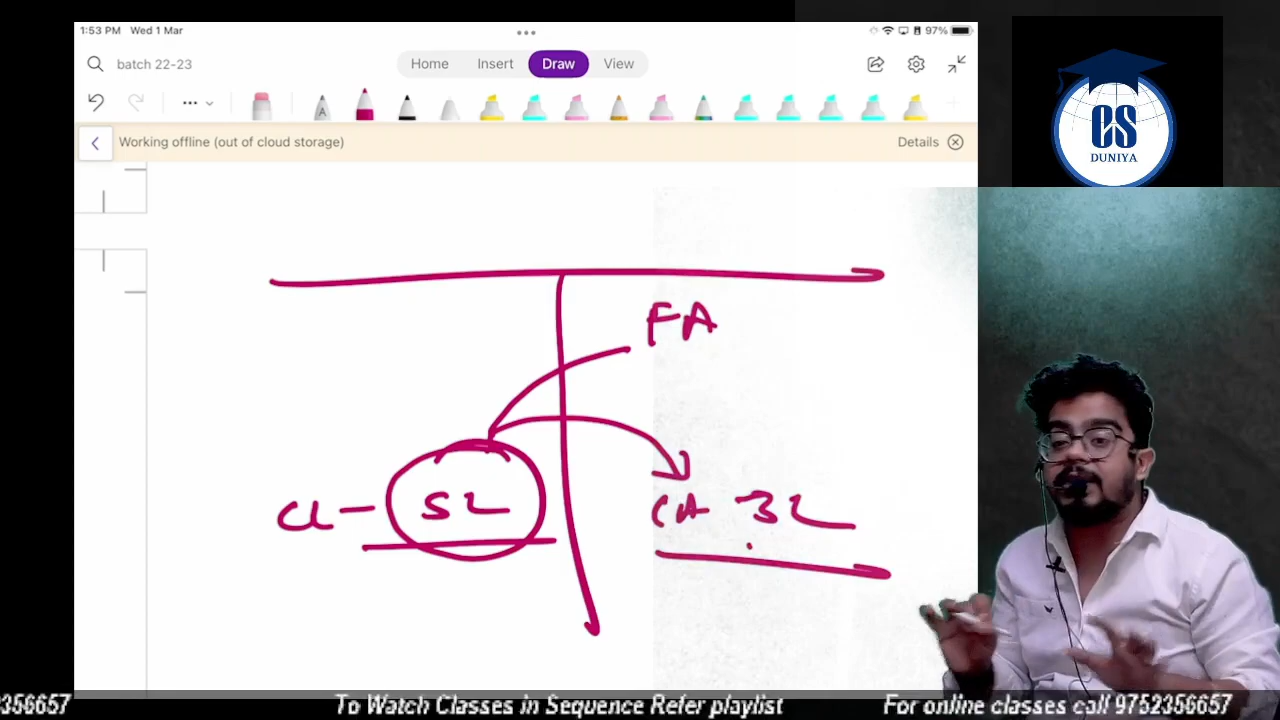 1:53 PM Wed 1 Mar
97%
batch 22-23
Home Insert Draw View
A
Working offline (out of cloud storage)
Details
CS
DUNIYA
FA
CL - 5L
CA 3L
356657 To Watch Classes in Sequence Refer playlist For online classes call 9752356657